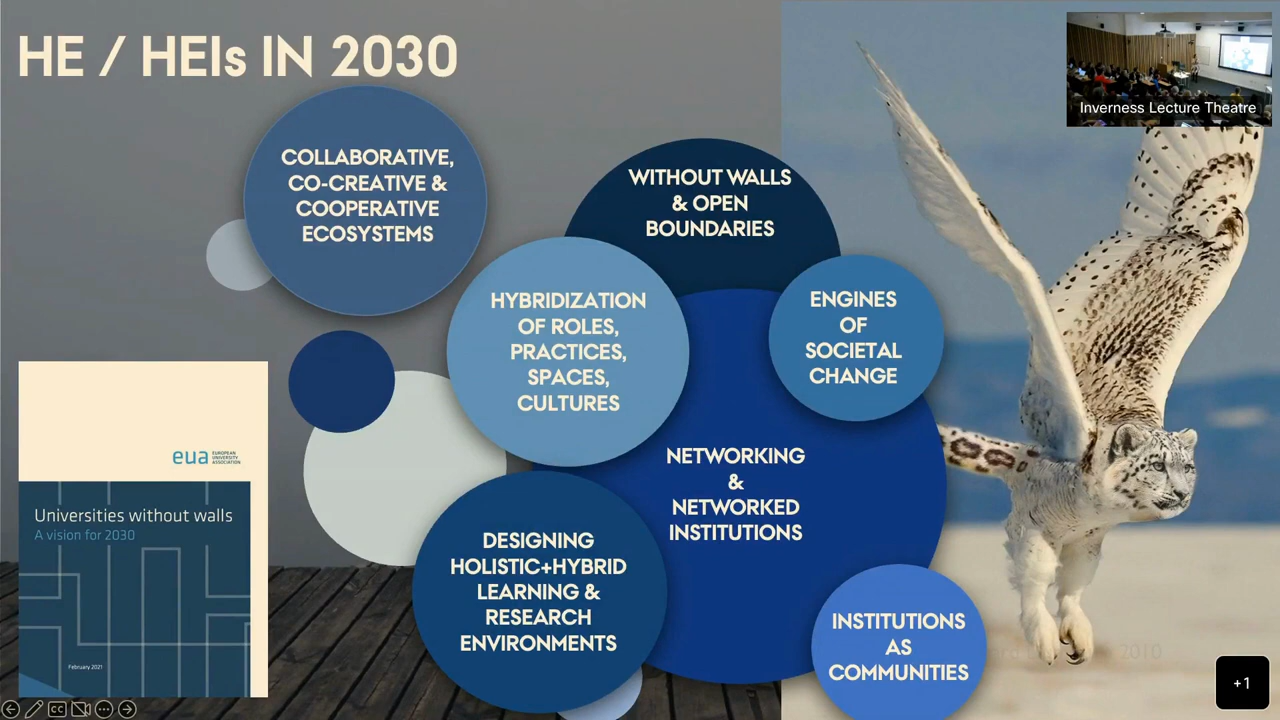 HE / HEIs IN 2030
Inverness Lecture Theatre
COLLABORATIVE,
CO-CREATIVE &
COOPERATIVE
ECOSYSTEMS
WITHOUT WALLS
& OPEN
BOUNDARIES
HYBRIDIZATION
OF ROLES,
PRACTICES,
SPACES,
CULTURES
ENGINES
OF
SOCIETAL
CHANGE
NETWORKING
&
NETWORKED
INSTITUTIONS
DESIGNING
HOLISTIC+HYBRID
LEARNING &
RESEARCH
ENVIRONMENTS
INSTITUTIONS
AS
COMMUNITIES
eua EUROPEAN
UNIVERSITY
ASSOCIATION
Universities without walls
A vision for 2030
February 2021
2010
CC
+1